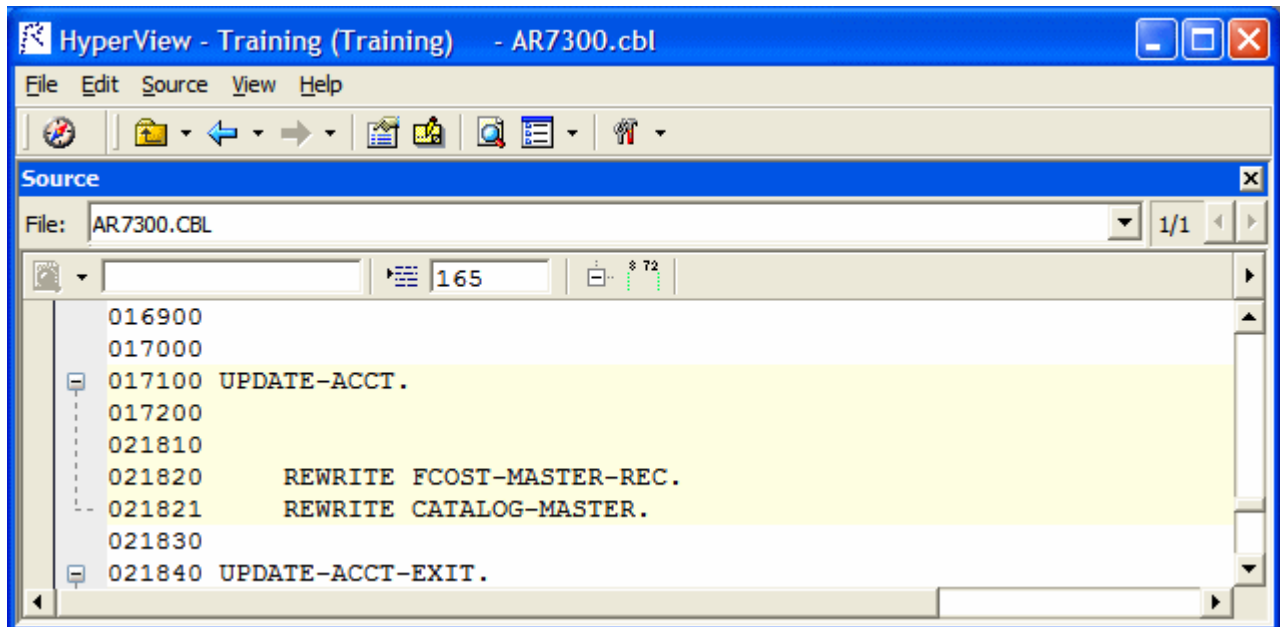 HyperView - Training (Training) - AR7300.cbl
File Edit Source View Help
Source
File: AR7300.CBL 1/1
165 8 72
016900
017000
017100 UPDATE-ACCT.
017200
021810
021820 REWRITE FCOST-MASTER-REC.
021821 REWRITE CATALOG-MASTER.
021830
021840 UPDATE-ACCT-EXIT.